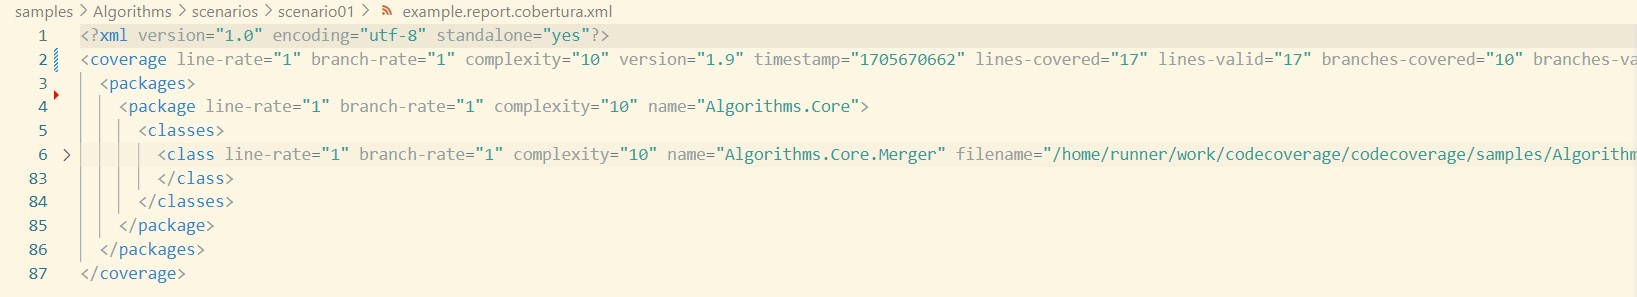 samples > Algorithms > scenarios > scenario01 > example.report.cobertura.xml
1 <?xml version="1.0" encoding="utf-8" standalone="yes"?>
2 <coverage line-rate="1" branch-rate="1" complexity="10" version="1.9" timestamp="1705670662" lines-covered="17" lines-valid="17" branches-covered="10" branches-va
3 <packages>
4 <package line-rate="1" branch-rate="1" complexity="10" name="Algorithms.Core">
5 <classes>
6 > <class line-rate="1" branch-rate="1" complexity="10" name="Algorithms.Core.Merger" filename="/home/runner/work/codecoverage/codecoverage/samples/Algorithm
83 </class>
84 </classes>
85 </package>
86 </packages>
87 </coverage>